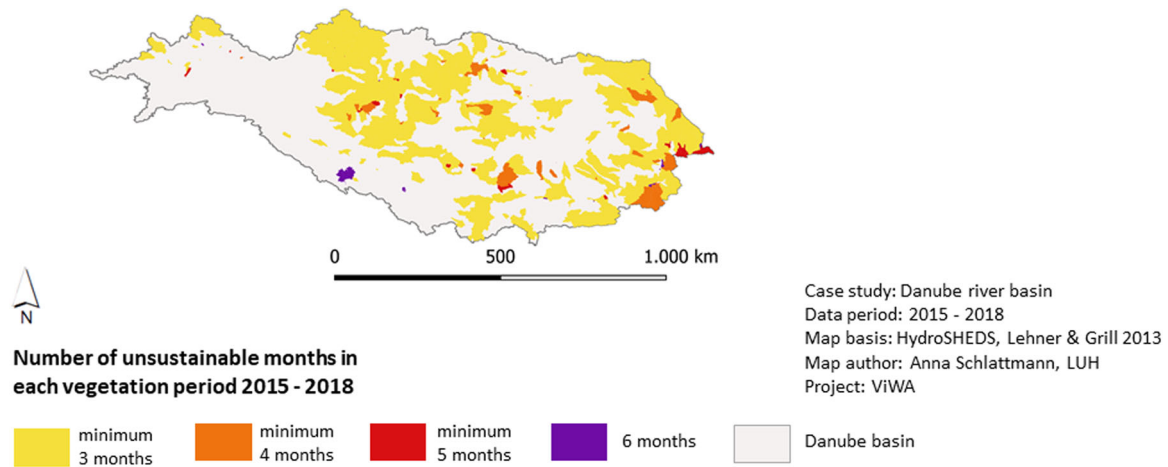 0 500 1.000 km
N
Case study: Danube river basin
Data period: 2015 - 2018
Map basis: HydroSHEDS, Lehner & Grill 2013
Map author: Anna Schlattmann, LUH
Project: ViWA
Number of unsustainable months in
each vegetation period 2015 - 2018
minimum
3 months
minimum
4 months
minimum
5 months
6 months
Danube basin